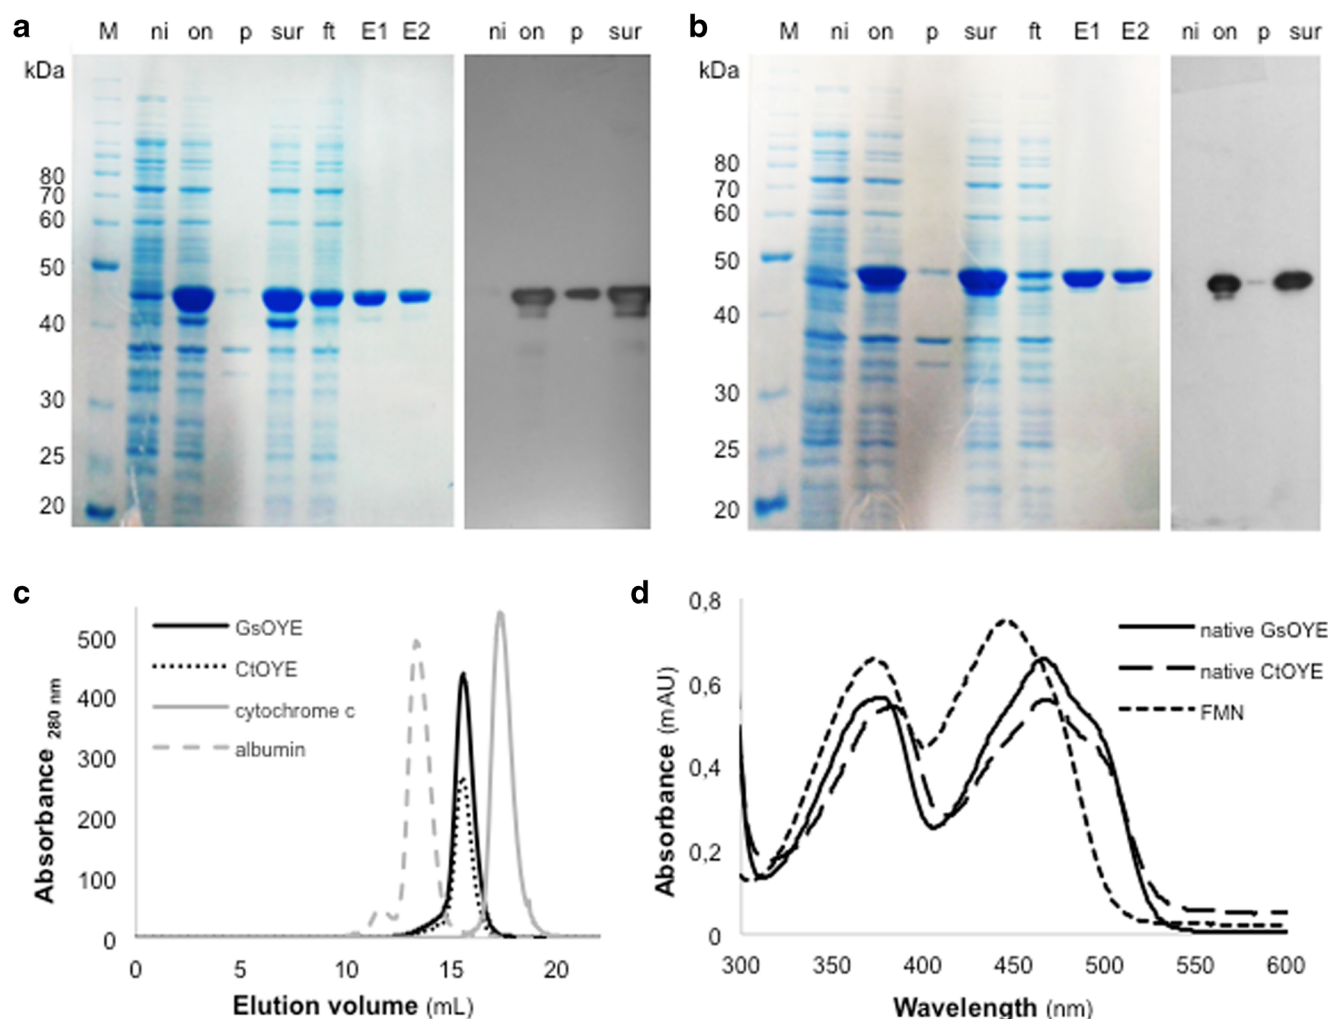 a
M ni on p sur ft E1 E2
ni on p sur
kDa
80
70
60
50
40
30
25
20
b
M ni on p sur ft E1 E2
ni on p sur
kDa
80
70
60
50
40
30
25
20
c
GsOYE
CtOYE
cytochrome c
albumin
500
400
300
200
100
0
Absorbance 280 nm
0 5 10 15 20
Elution volume (mL)
d
native GsOYE
native CtOYE
FMN
0,8
0,6
0,4
0,2
0
Absorbance (mAU)
300 350 400 450 500 550 600
Wavelength (nm)